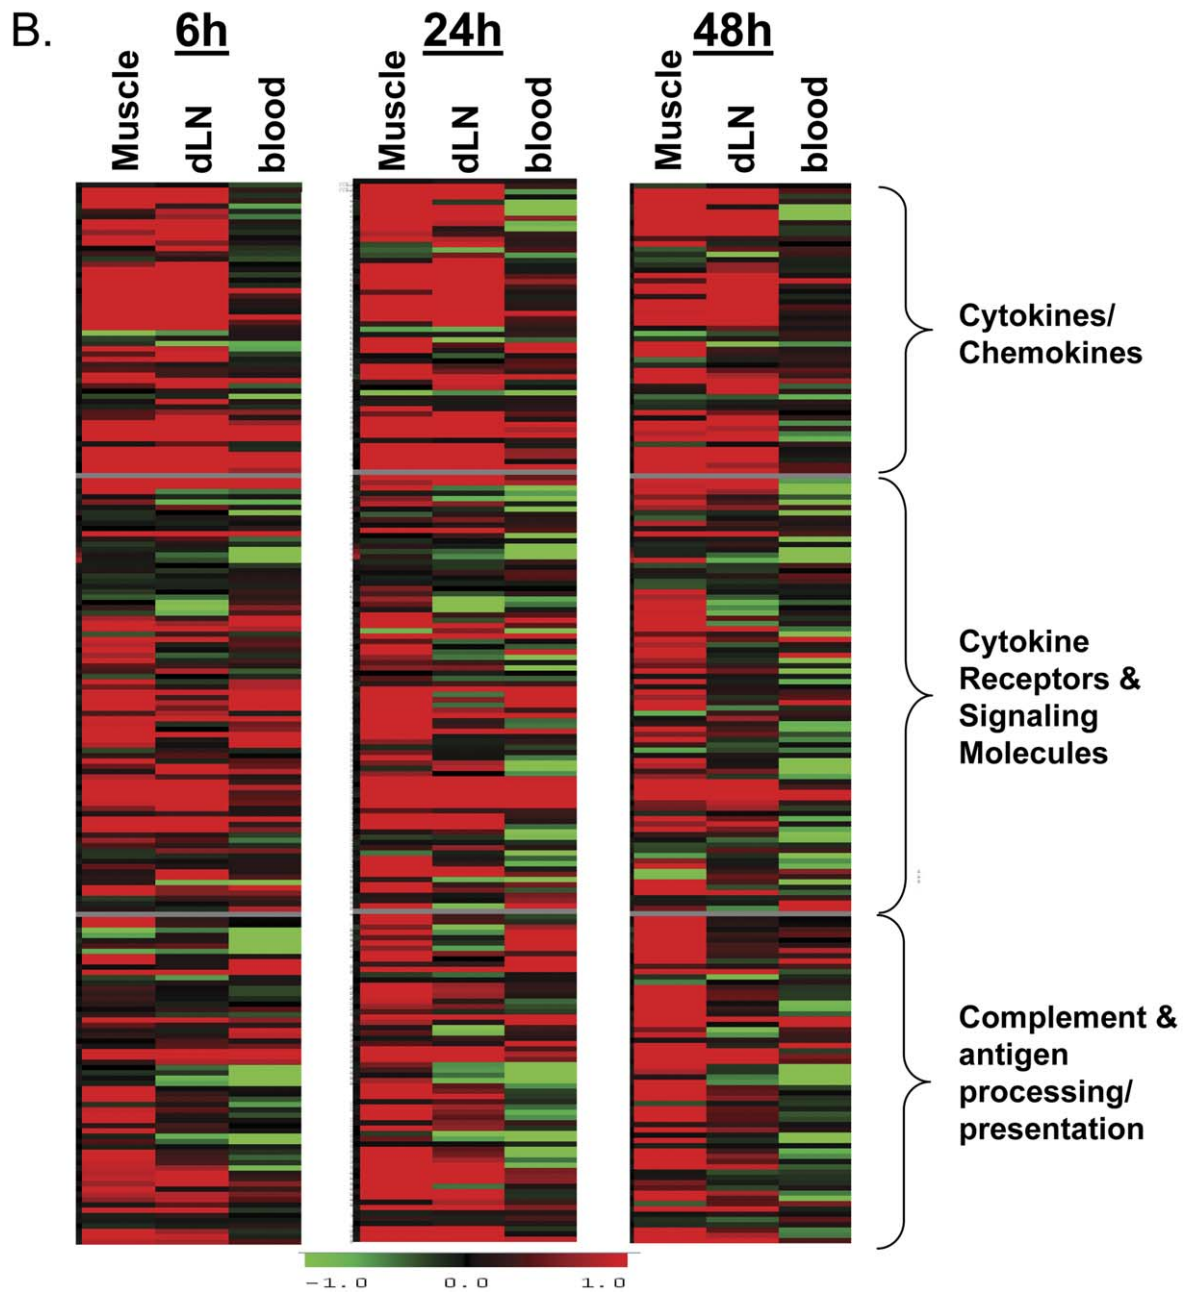 B.
6h 24h 48h
Muscle dLN blood Muscle dLN blood Muscle dLN blood
Cytokines/
Chemokines
Cytokine
Receptors &
Signaling
Molecules
Complement &
antigen
processing/
presentation
-1.0 0.0 1.0